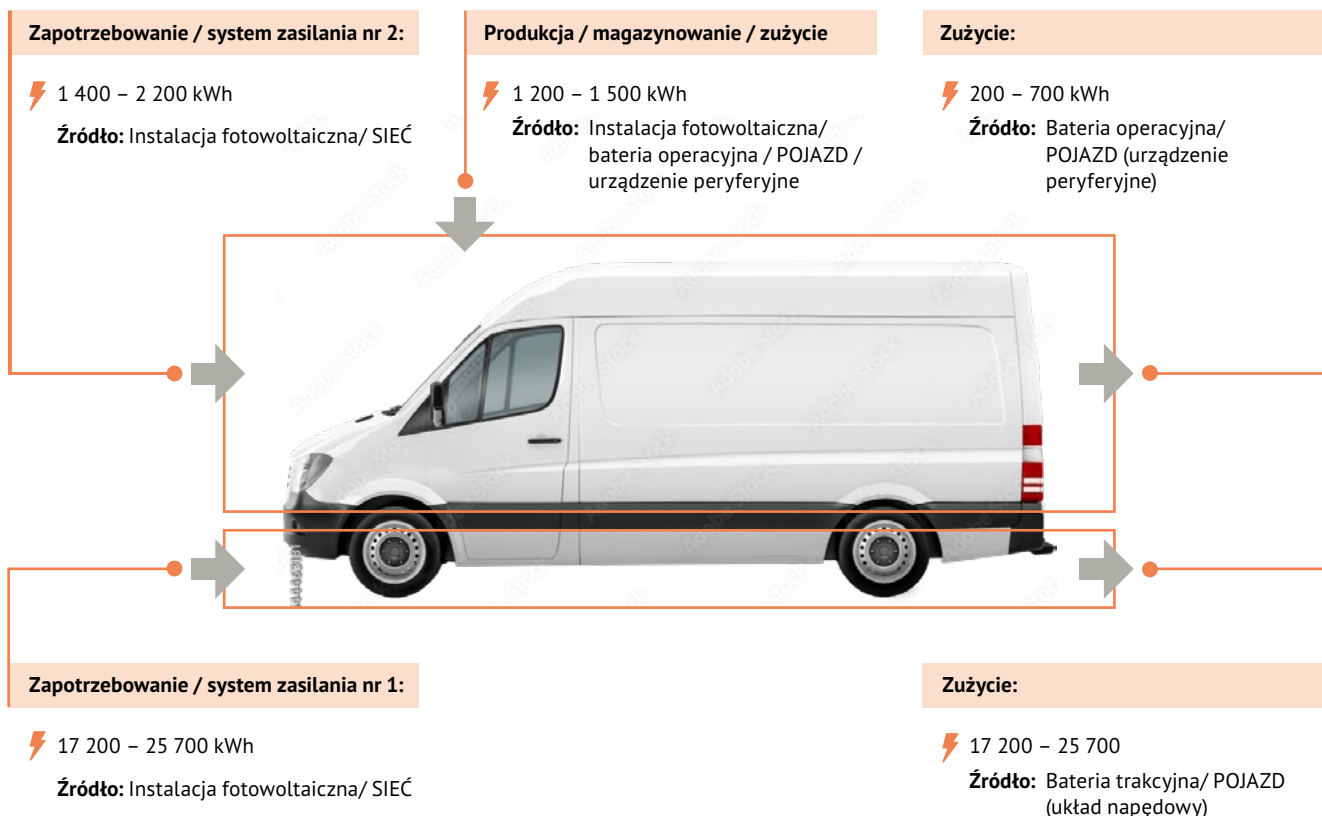 Zapotrzebowanie / system zasilania nr 2:
1 400 – 2 200 kWh
Źródło: Instalacja fotowoltaiczna/ SIEĆ
Produkcja / magazynowanie / zużycie
1 200 – 1 500 kWh
Źródło: Instalacja fotowoltaiczna/
bateria operacyjna / POJAZD /
urządzenie peryferyjne
Zużycie:
200 – 700 kWh
Źródło: Bateria operacyjna/
POJAZD (urządzenie
peryferyjne)
Zapotrzebowanie / system zasilania nr 1:
17 200 – 25 700 kWh
Źródło: Instalacja fotowoltaiczna/ SIEĆ
Zużycie:
17 200 – 25 700
Źródło: Bateria trakcyjna/ POJAZD
(układ napędowy)